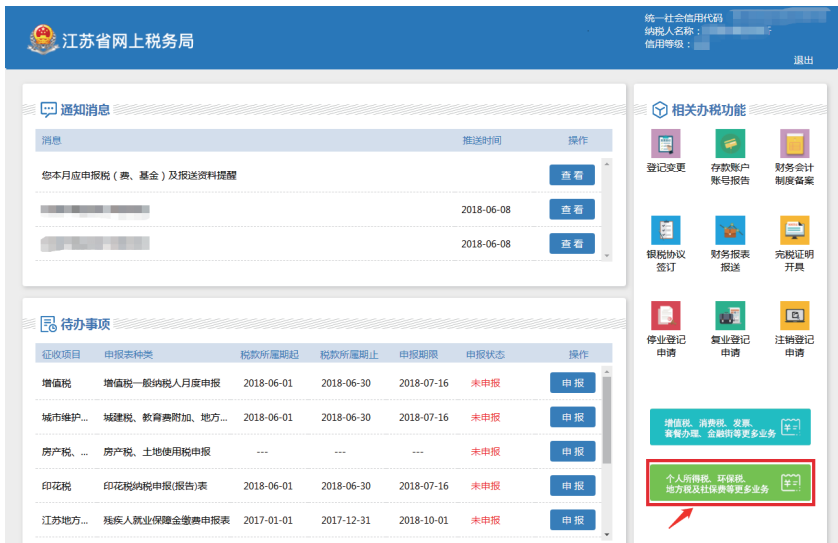 江苏省网上税务局
统一社会信用代码
纳税人名称：
信用等级：
退出
通知消息
消息 推送时间 操作
您本月应申报税（费、基金）及报送资料提醒 查看
2018-06-08 查看
2018-06-08 查看
待办事项
征收项目 申报表种类 税款所属期起 税款所属期止 申报期限 申报状态 操作
增值税 增值税一般纳税人月度申报 2018-06-01 2018-06-30 2018-07-16 未申报 申报
城市维护... 城建税、教育费附加、地方... 2018-06-01 2018-06-30 2018-07-16 未申报 申报
房产税、... 房产税、土地使用税申报 --- --- --- 未申报 申报
印花税 印花税纳税申报(报告)表 2018-06-01 2018-06-30 2018-07-16 未申报 申报
江苏地方... 残疾人就业保障金缴费申报表 2017-01-01 2017-12-31 2018-10-01 未申报 申报
相关办税功能
登记变更
存款账户
账号报告
财务会计
制度备案
银税协议
签订
财务报表
报送
完税证明
开具
停业登记
申请
复业登记
申请
注销登记
申请
增值税、消费税、发票、
套餐办理、金融街等更多业务
个人所得税、环保税、
地方税及社保费等更多业务